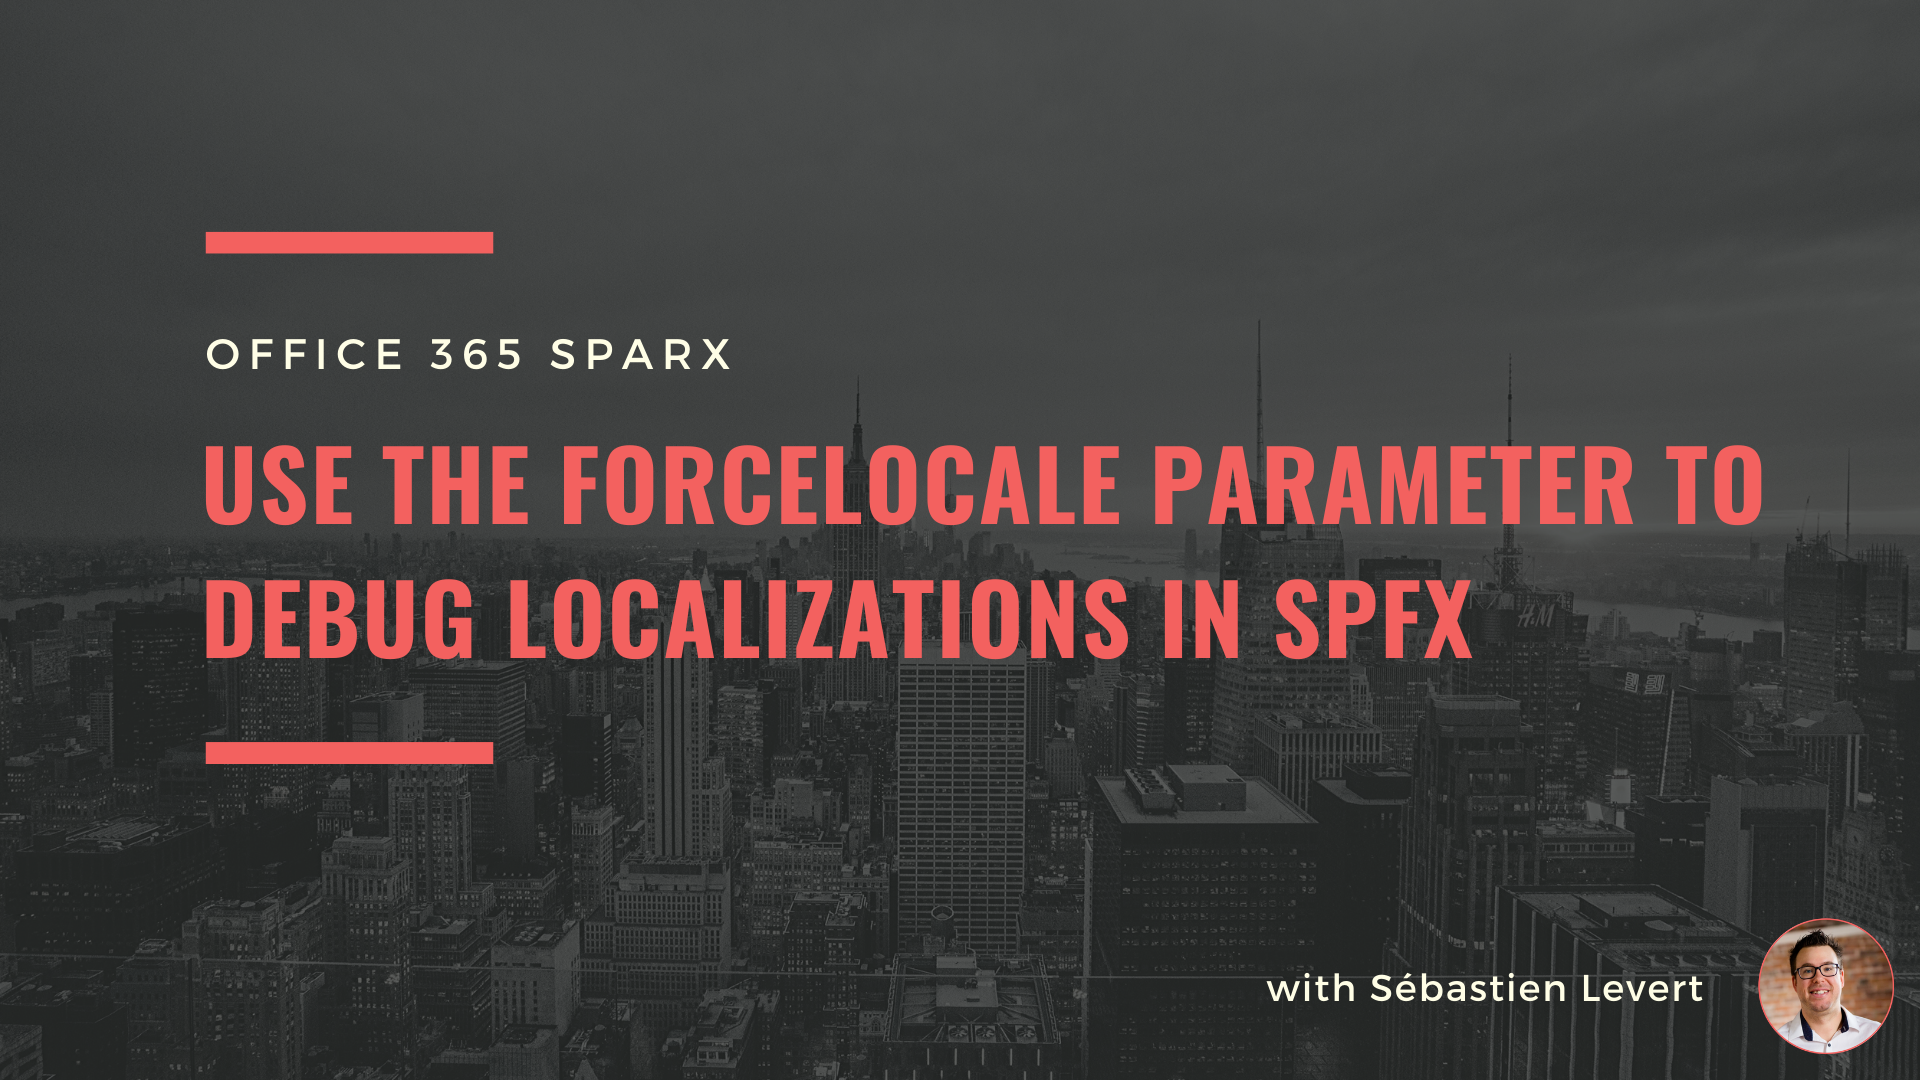 OFFICE 365 SPARX
USE THE FORCELOCALE PARAMETER TO
DEBUG LOCALIZATIONS IN SPFX
H&M
with Sébastien Levert